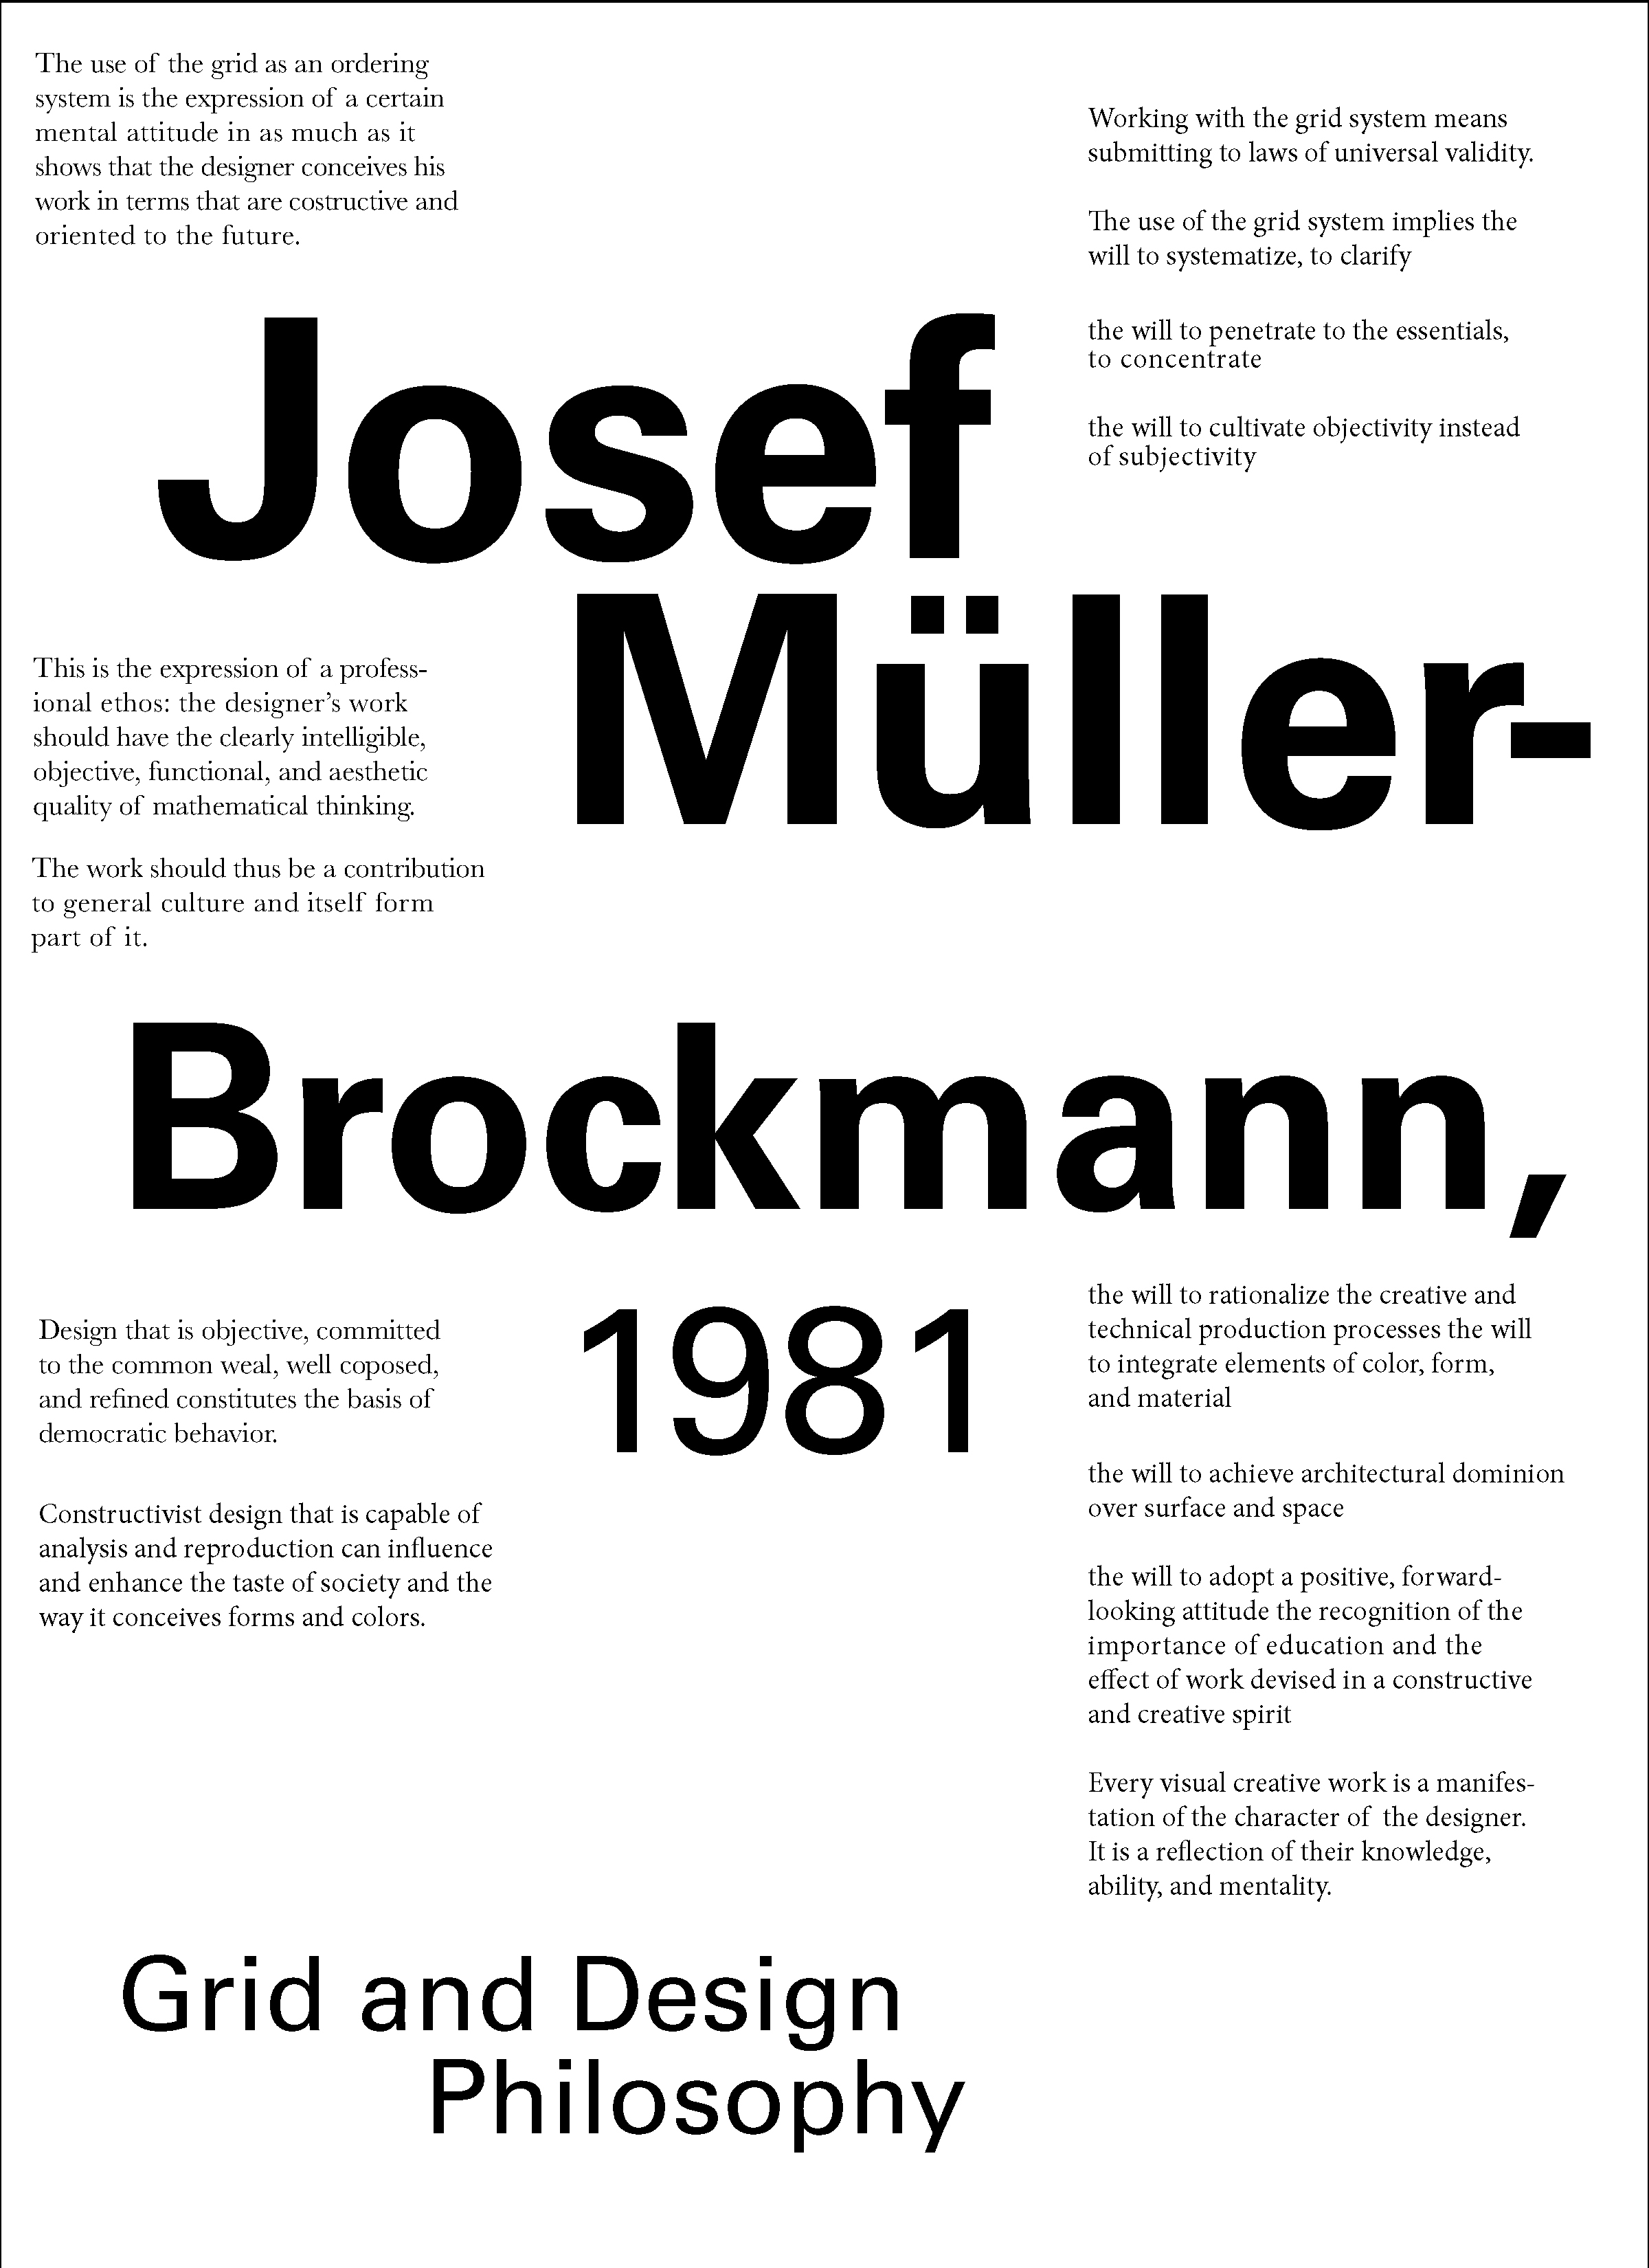 The use of the grid as an ordering
system is the expression of a certain
mental attitude in as much as it
shows that the designer conceives his
work in terms that are costructive and
oriented to the future.
Working with the grid system means
submitting to laws of universal validity.
The use of the grid system implies the
will to systematize, to clarify
the will to penetrate to the essentials,
to concentrate
the will to cultivate objectivity instead
of subjectivity
Josef
Müller-
This is the expression of a profess-
ional ethos: the designer’s work
should have the clearly intelligible,
objective, functional, and aesthetic
quality of mathematical thinking.
The work should thus be a contribution
to general culture and itself form
part of it.
Brockmann,
1981
Design that is objective, committed
to the common weal, well coposed,
and refined constitutes the basis of
democratic behavior.
Constructivist design that is capable of
analysis and reproduction can influence
and enhance the taste of society and the
way it conceives forms and colors.
the will to rationalize the creative and
technical production processes the will
to integrate elements of color, form,
and material
the will to achieve architectural dominion
over surface and space
the will to adopt a positive, forward-
looking attitude the recognition of the
importance of education and the
effect of work devised in a constructive
and creative spirit
Every visual creative work is a manifes-
tation of the character of the designer.
It is a reflection of their knowledge,
ability, and mentality.
Grid and Design
Philosophy